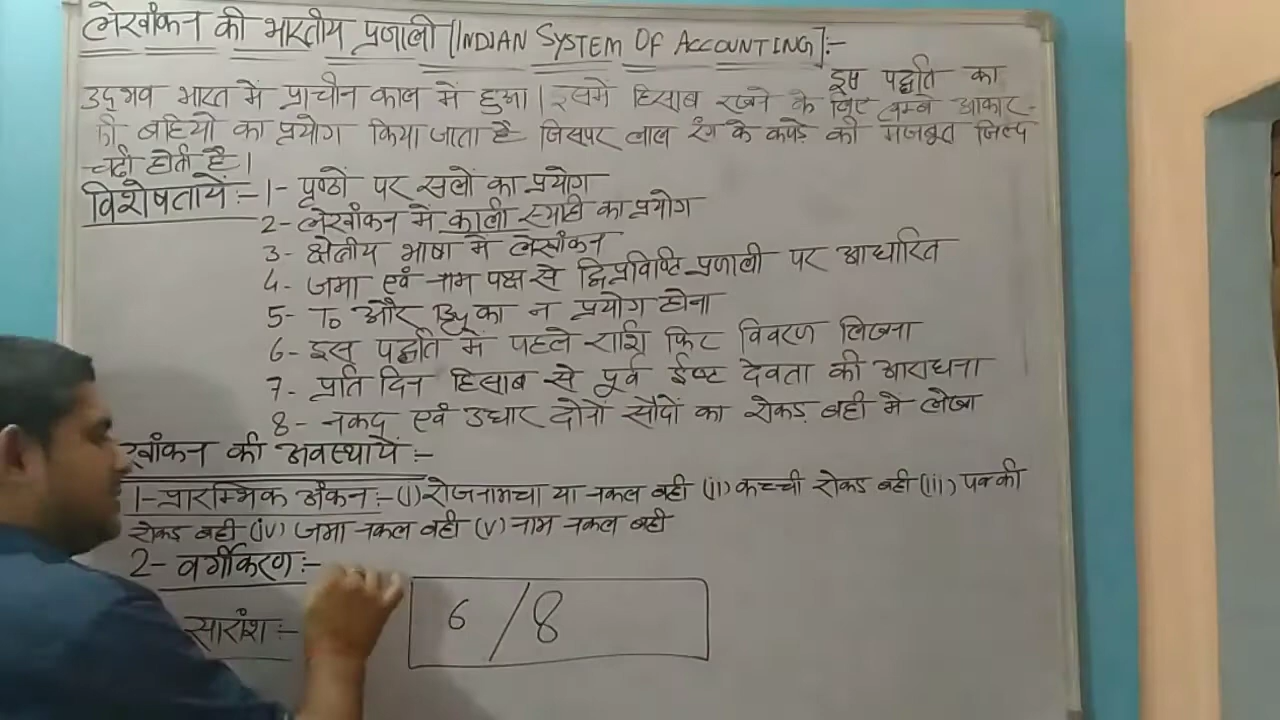 लेखांकन की भारतीय प्रणाली [INDIAN SYSTEM OF ACCOUNTING]:-
इस पद्धति का
उद्भव भारत में प्राचीन काल में हुआ। इसमें हिसाब रखने के लिए लम्बे आकार
की बहियों का प्रयोग किया जाता है जिसपर लाल रंग के कपड़े की मजबूत जिल्द
चढ़ी होती है।
विशेषतायें:- 1- पृष्ठों पर सलों का प्रयोग
2- लेखांकन में काली स्याही का प्रयोग
3- क्षेत्रीय भाषा में लेखांकन
4- जमा एवं नाम पक्ष से द्विप्रविष्टि प्रणाली पर आधारित
5- To और By का न प्रयोग होना
6- इस पद्धति में पहले राशि फिर विवरण लिखना
7- प्रति दिन हिसाब से पूर्व ईष्ट देवता की आराधना
8- नकद एवं उधार दोनों सौदों का रोकड़ बही में लेखा
खांकन की अवस्थायें:-
1- प्रारम्भिक अंकन:- (i) रोजनामचा या नकल बही (ii) कच्ची रोकड़ बही (iii) पक्की
रोकड़ बही (iv) जमा नकल बही (v) नाम नकल बही
2- वर्गीकरण:-
सारांश:-
6/8